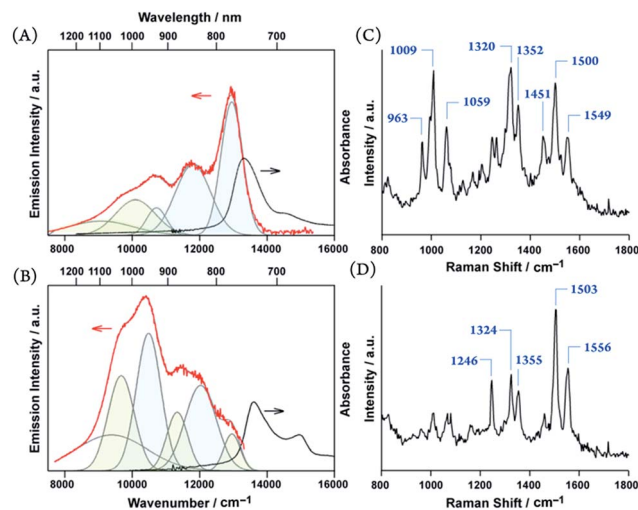 Wavelength / nm
(A)
1200 1100 1000 900 800 700
Emission Intensity / a.u.
Absorbance
8000 10000 12000 14000 16000
(B)
1200 1100 1000 900 800 700
Emission Intensity / a.u.
Absorbance
8000 10000 12000 14000 16000
Wavenumber / cm⁻¹
(C)
Intensity / a.u.
963
1009
1059
1320
1352
1451
1500
1549
800 1000 1200 1400 1600 1800
Raman Shift / cm⁻¹
(D)
Intensity / a.u.
1246
1324
1355
1503
1556
800 1000 1200 1400 1600 1800
Raman Shift / cm⁻¹